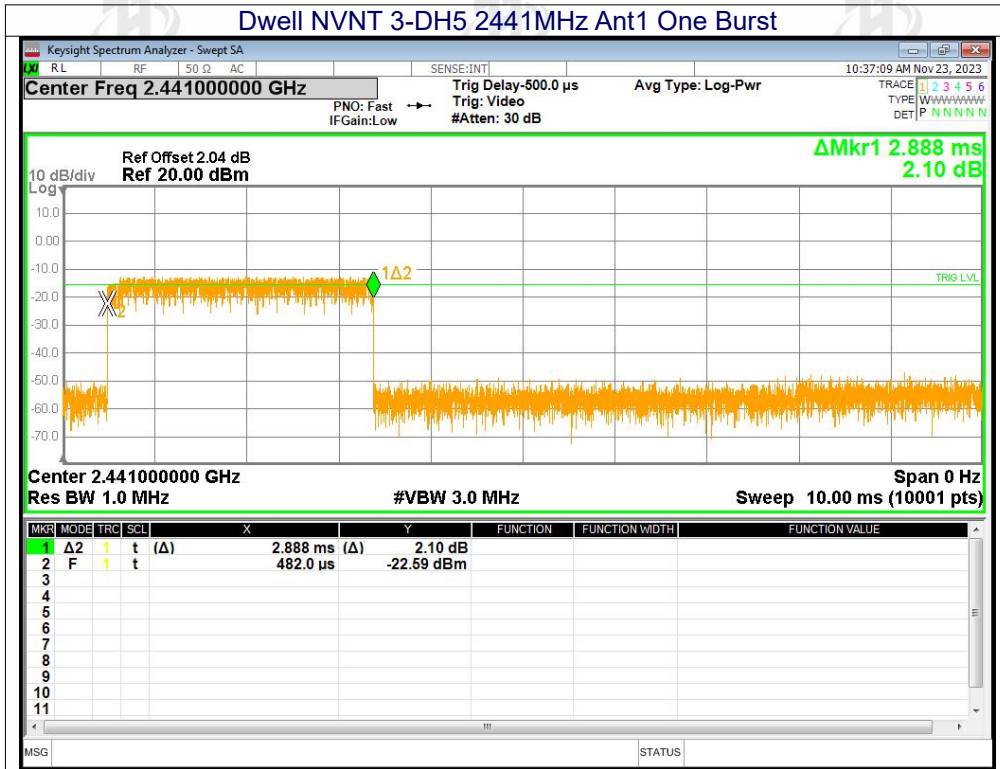 Dwell NVNT 3-DH5 2441MHz Ant1 One Burst
Keysight Spectrum Analyzer - Swept SA
LXI RL RF 50 Ω AC SENSE:INT 10:37:09 AM Nov 23, 2023
Center Freq 2.441000000 GHz Trig Delay-500.0 µs Avg Type: Log-Pwr TRACE 1 2 3 4 5 6
PNO: Fast Trig: Video TYPE WWWWWWW
IFGain:Low #Atten: 30 dB DET P N N N N N
ΔMkr1 2.888 ms
2.10 dB
Ref Offset 2.04 dB
10 dB/div Ref 20.00 dBm
Log
10.0
0.00
-10.0
1Δ2
TRIG LVL
-20.0
2
-30.0
-40.0
-50.0
-60.0
-70.0
Center 2.441000000 GHz Span 0 Hz
Res BW 1.0 MHz #VBW 3.0 MHz Sweep 10.00 ms (10001 pts)
MKR MODE TRC SCL X Y FUNCTION FUNCTION WIDTH FUNCTION VALUE
1 Δ2 1 t (Δ) 2.888 ms (Δ) 2.10 dB
2 F 1 t 482.0 µs -22.59 dBm
3
4
5
6
7
8
9
10
11
MSG STATUS